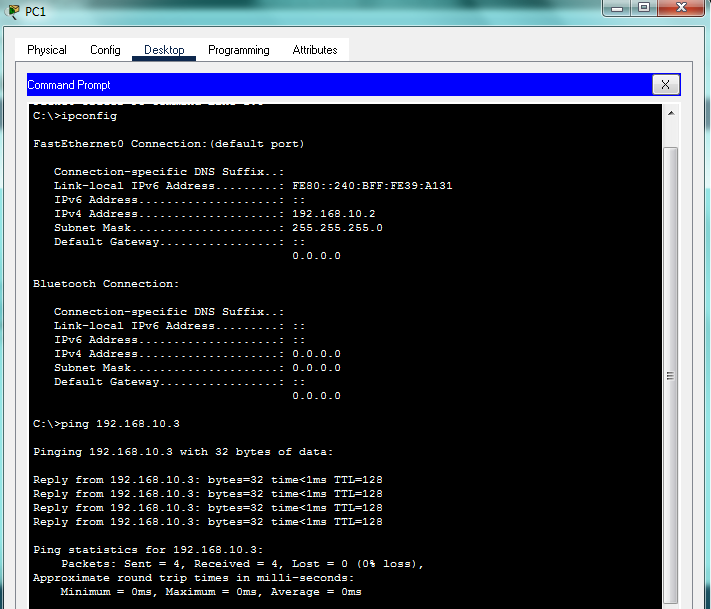 PC1
Physical Config Desktop Programming Attributes
Command Prompt
X
C:\>ipconfig
FastEthernet0 Connection:(default port)
Connection-specific DNS Suffix..:
Link-local IPv6 Address.........: FE80::240:BFF:FE39:A131
IPv6 Address....................: ::
IPv4 Address....................: 192.168.10.2
Subnet Mask.....................: 255.255.255.0
Default Gateway.................: ::
0.0.0.0
Bluetooth Connection:
Connection-specific DNS Suffix..:
Link-local IPv6 Address.........: ::
IPv6 Address....................: ::
IPv4 Address....................: 0.0.0.0
Subnet Mask.....................: 0.0.0.0
Default Gateway.................: ::
0.0.0.0
C:\>ping 192.168.10.3
Pinging 192.168.10.3 with 32 bytes of data:
Reply from 192.168.10.3: bytes=32 time<1ms TTL=128
Reply from 192.168.10.3: bytes=32 time<1ms TTL=128
Reply from 192.168.10.3: bytes=32 time<1ms TTL=128
Reply from 192.168.10.3: bytes=32 time<1ms TTL=128
Ping statistics for 192.168.10.3:
Packets: Sent = 4, Received = 4, Lost = 0 (0% loss),
Approximate round trip times in milli-seconds:
Minimum = 0ms, Maximum = 0ms, Average = 0ms